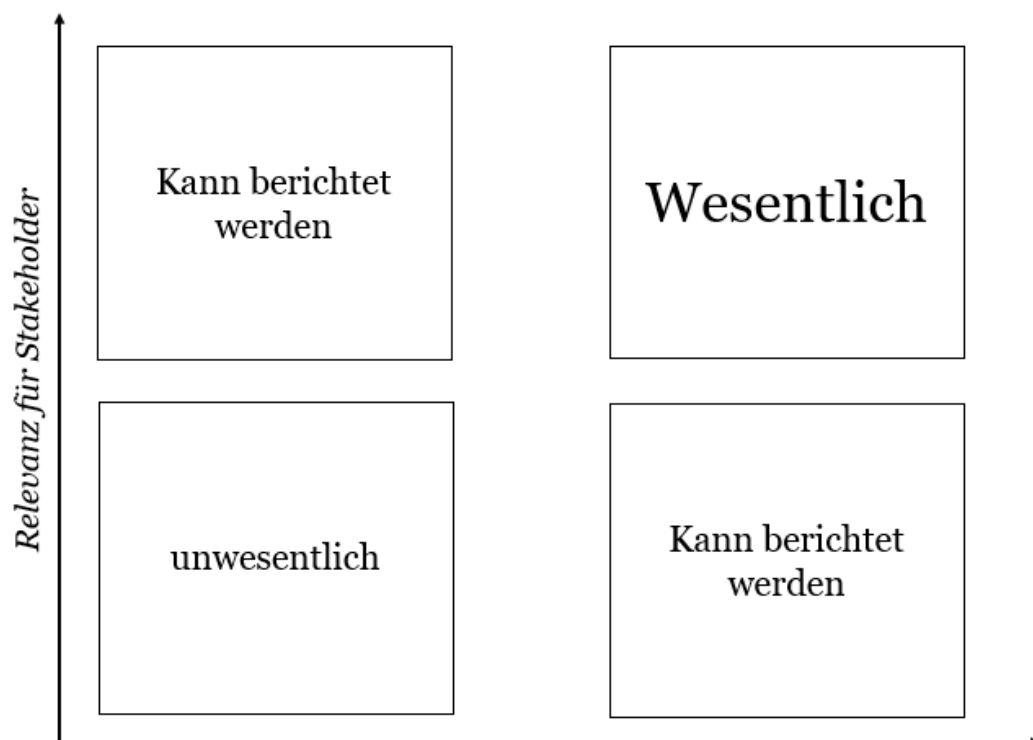 Relevanz für Stakeholder
Kann berichtet
werden
Wesentlich
unwesentlich
Kann berichtet
werden